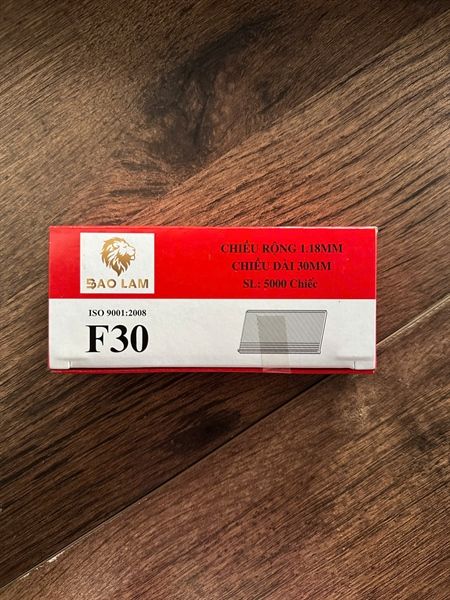 BAO LAM
CHIỀU RỘNG 1.18MM
CHIỀU DÀI 30MM
SL: 5000 Chiếc
ISO 9001:2008
F30